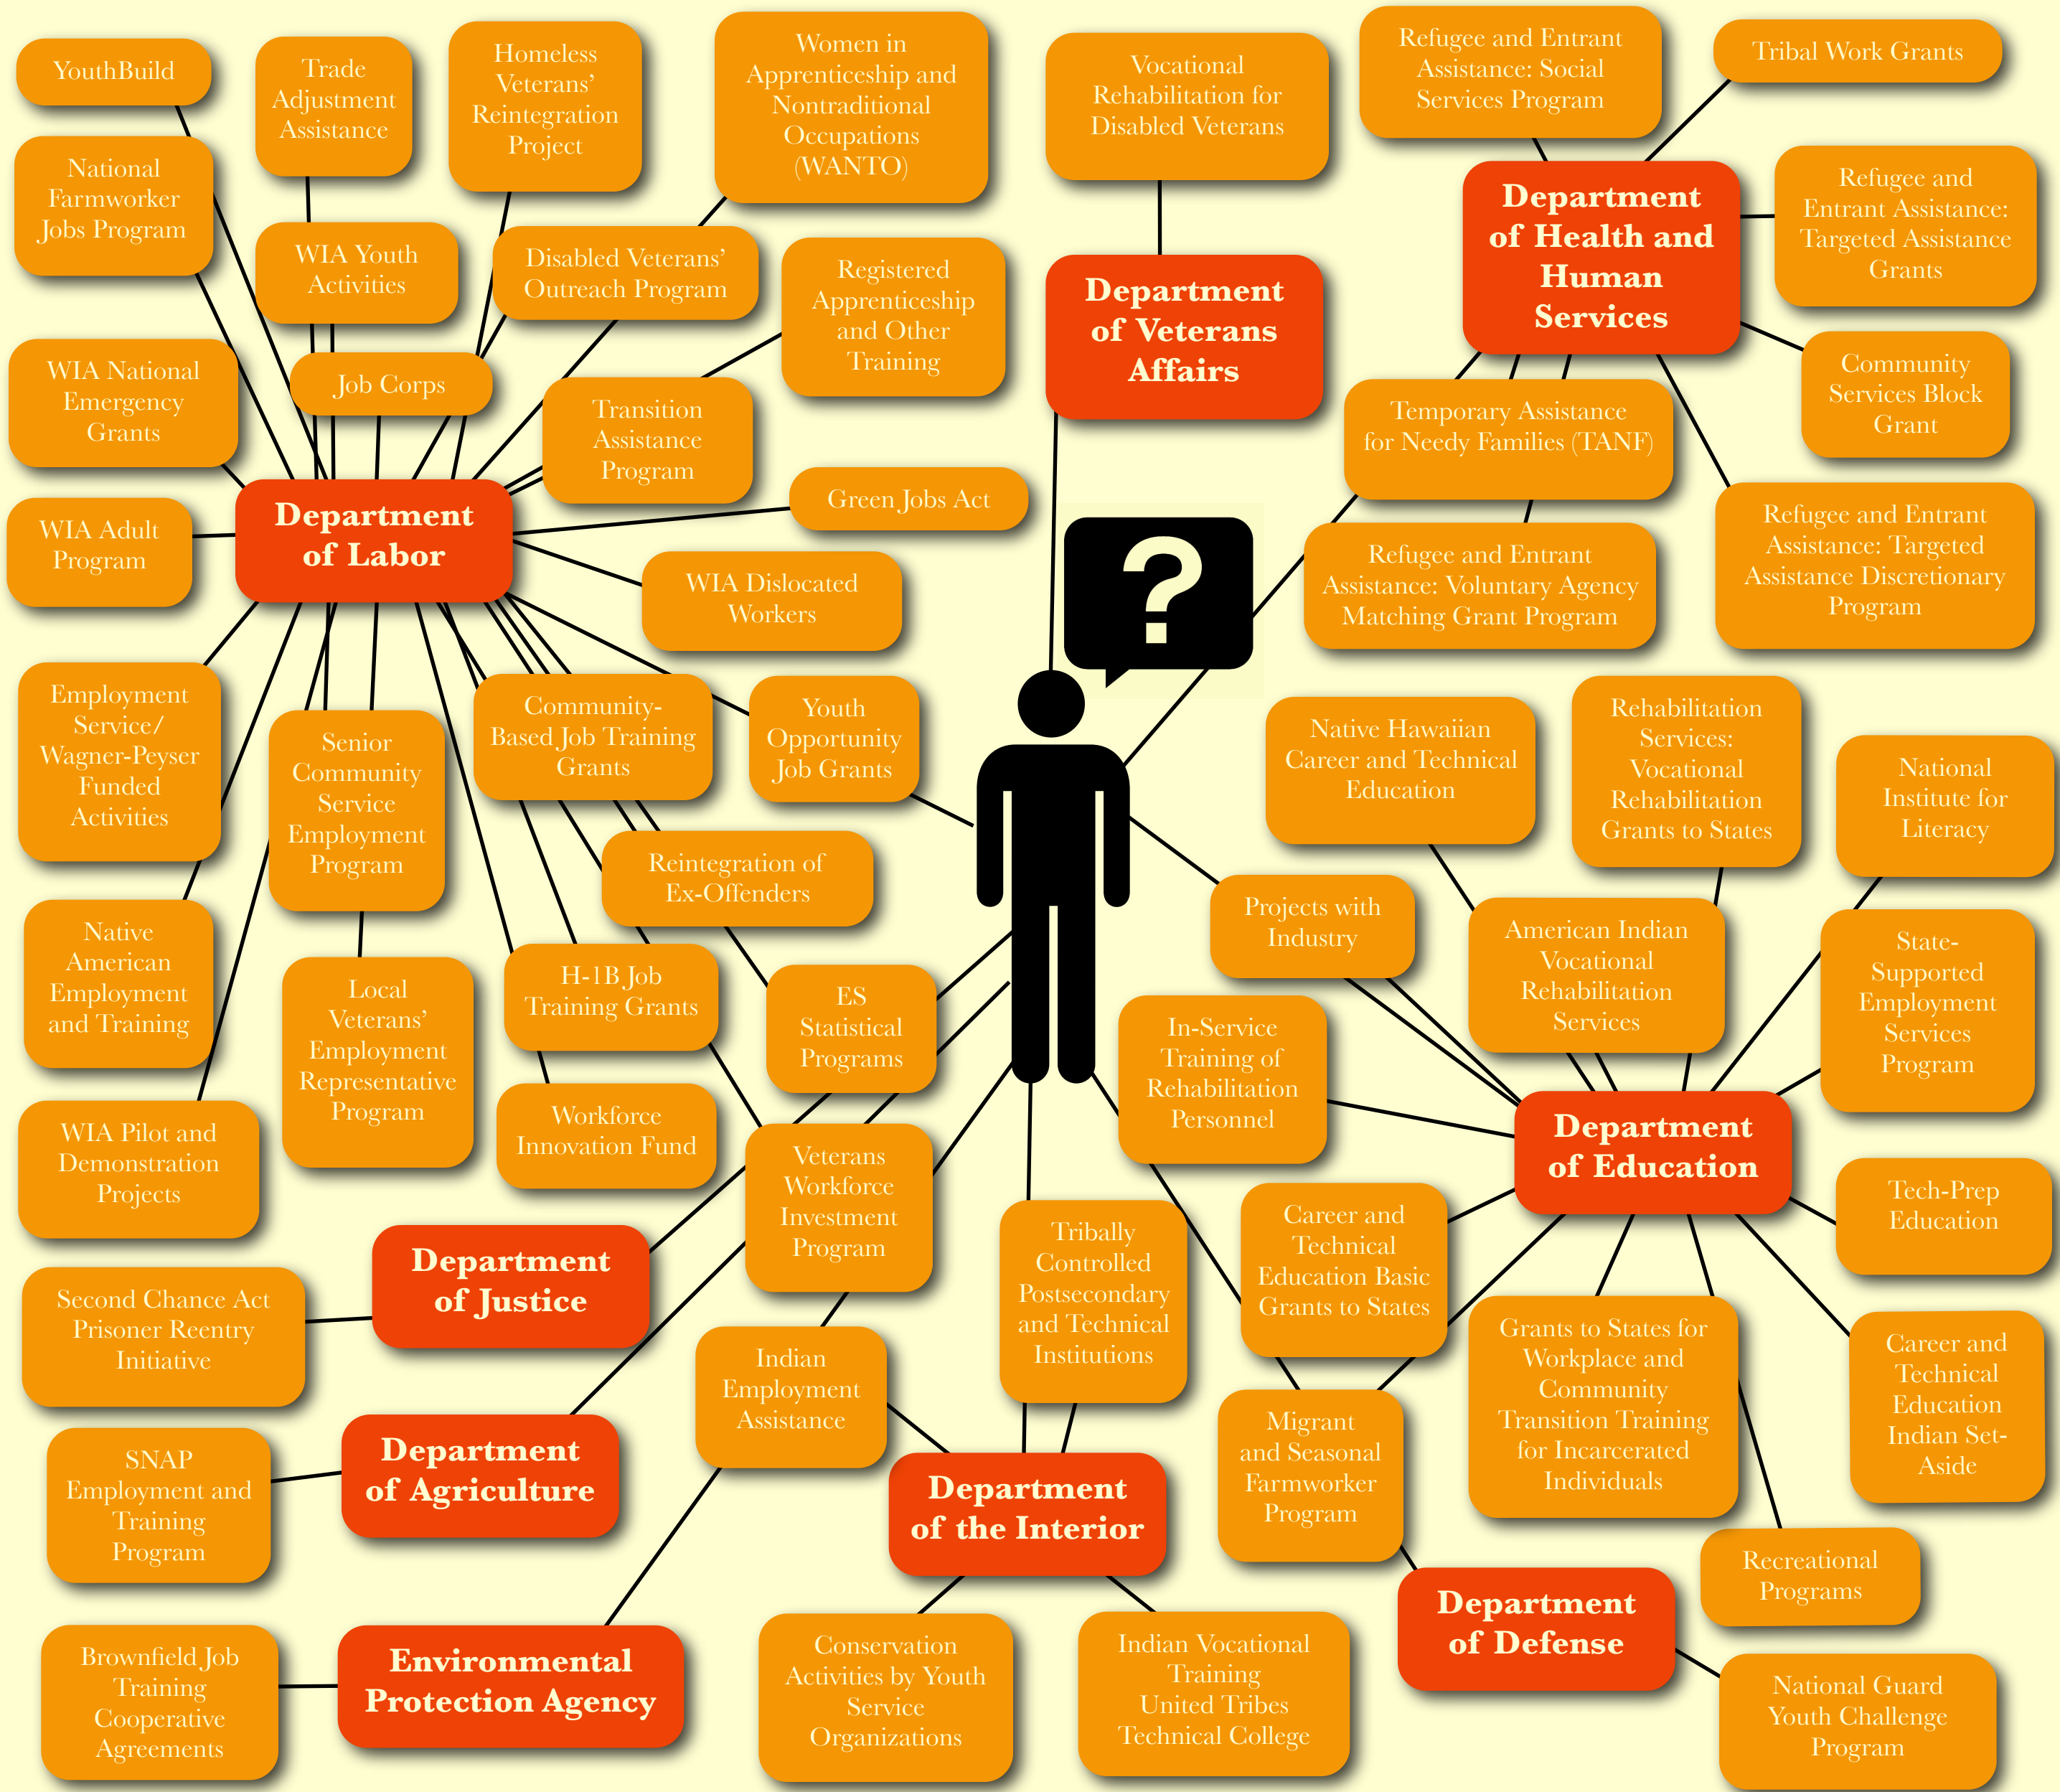 YouthBuild
Trade
Adjustment
Assistance
Homeless
Veterans’
Reintegration
Project
Women in
Apprenticeship and
Nontraditional
Occupations
(WANTO)
Vocational
Rehabilitation for
Disabled Veterans
Refugee and Entrant
Assistance: Social
Services Program
Tribal Work Grants
National
Farmworker
Jobs Program
WIA Youth
Activities
Disabled Veterans’
Outreach Program
Registered
Apprenticeship
and Other
Training
Department
of Veterans
Affairs
Department
of Health and
Human
Services
Refugee and
Entrant Assistance:
Targeted Assistance
Grants
WIA National
Emergency
Grants
Job Corps
Transition
Assistance
Program
Temporary Assistance
for Needy Families (TANF)
Community
Services Block
Grant
WIA Adult
Program
Department
of Labor
Green Jobs Act
WIA Dislocated
Workers
?
Refugee and Entrant
Assistance: Voluntary Agency
Matching Grant Program
Refugee and Entrant
Assistance: Targeted
Assistance Discretionary
Program
Employment
Service/
Wagner-Peyser
Funded
Activities
Senior
Community
Service
Employment
Program
Community-
Based Job Training
Grants
Youth
Opportunity
Job Grants
Native Hawaiian
Career and Technical
Education
Rehabilitation
Services:
Vocational
Rehabilitation
Grants to States
National
Institute for
Literacy
Reintegration of
Ex-Offenders
Projects with
Industry
American Indian
Vocational
Rehabilitation
Services
State-
Supported
Employment
Services
Program
Native
American
Employment
and Training
Local
Veterans’
Employment
Representative
Program
H-1B Job
Training Grants
ES
Statistical
Programs
In-Service
Training of
Rehabilitation
Personnel
WIA Pilot and
Demonstration
Projects
Workforce
Innovation Fund
Veterans
Workforce
Investment
Program
Department
of Education
Tech-Prep
Education
Department
of Justice
Second Chance Act
Prisoner Reentry
Initiative
Tribally
Controlled
Postsecondary
and Technical
Institutions
Career and
Technical
Education Basic
Grants to States
Grants to States for
Workplace and
Community
Transition Training
for Incarcerated
Individuals
Career and
Technical
Education
Indian Set-
Aside
Indian
Employment
Assistance
Migrant
and Seasonal
Farmworker
Program
SNAP
Employment and
Training
Program
Department
of Agriculture
Department
of the Interior
Recreational
Programs
Department
of Defense
Brownfield Job
Training
Cooperative
Agreements
Environmental
Protection Agency
Conservation
Activities by Youth
Service
Organizations
Indian Vocational
Training
United Tribes
Technical College
National Guard
Youth Challenge
Program